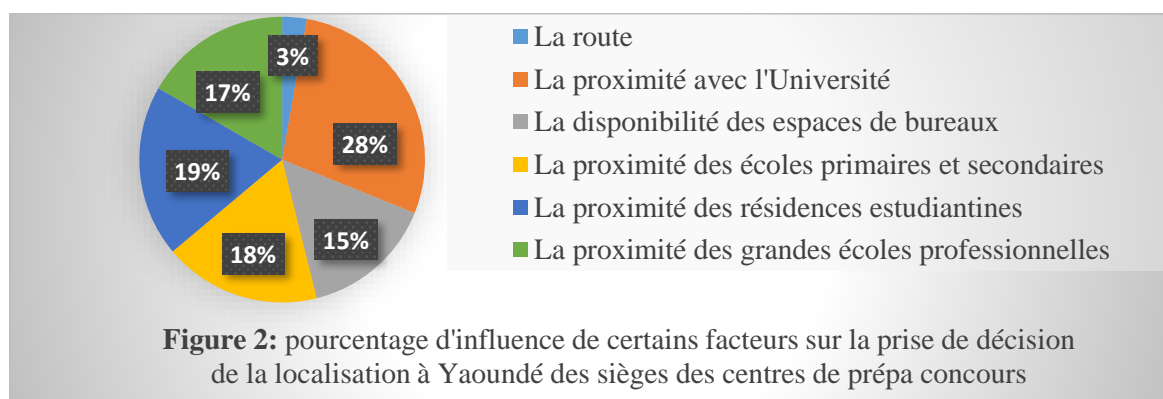 3%
28%
15%
18%
19%
17%
La route
La proximité avec l'Université
La disponibilité des espaces de bureaux
La proximité des écoles primaires et secondaires
La proximité des résidences estudiantines
La proximité des grandes écoles professionnelles
Figure 2: pourcentage d'influence de certains facteurs sur la prise de décision
de la localisation à Yaoundé des sièges des centres de prépa concours